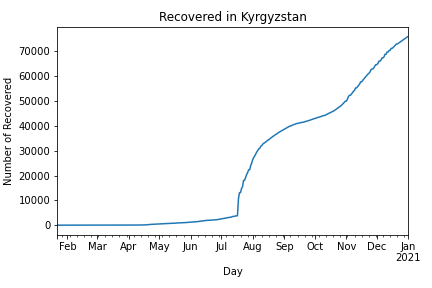 Recovered in Kyrgyzstan
Number of Recovered
70000
60000
50000
40000
30000
20000
10000
0
Feb Mar Apr May Jun Jul Aug Sep Oct Nov Dec Jan
2021
Day